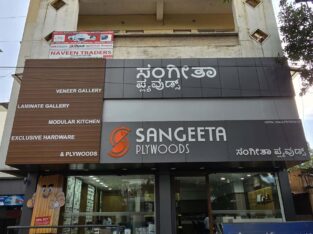 NAVEEN TRADERS
VENEER GALLERY
LAMINATE GALLERY
MODULAR KITCHEN
EXCLUSIVE HARDWARE
& PLYWOODS
ಸಂಗೀತಾ
ಪ್ಲೈವುಡ್ಸ್
SANGEETA
PLYWOODS
ಸಂಗೀತಾ ಪ್ಲೈವುಡ್ಸ್